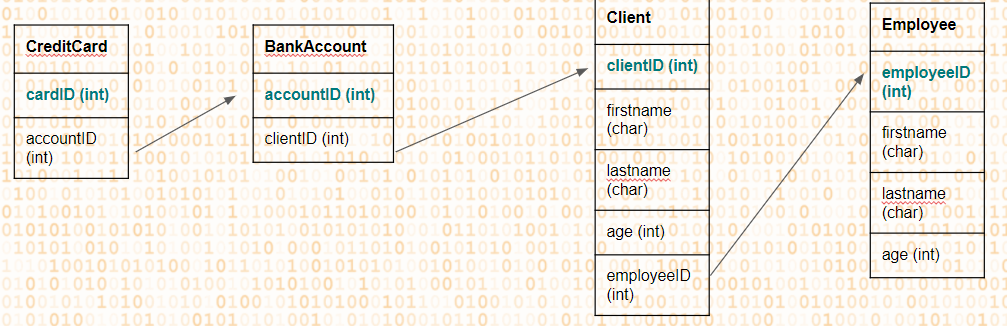 CreditCard
cardID (int)
accountID
(int)
BankAccount
accountID (int)
clientID (int)
Client
clientID (int)
firstname
(char)
lastname
(char)
age (int)
employeeID
(int)
Employee
employeeID
(int)
firstname
(char)
lastname
(char)
age (int)